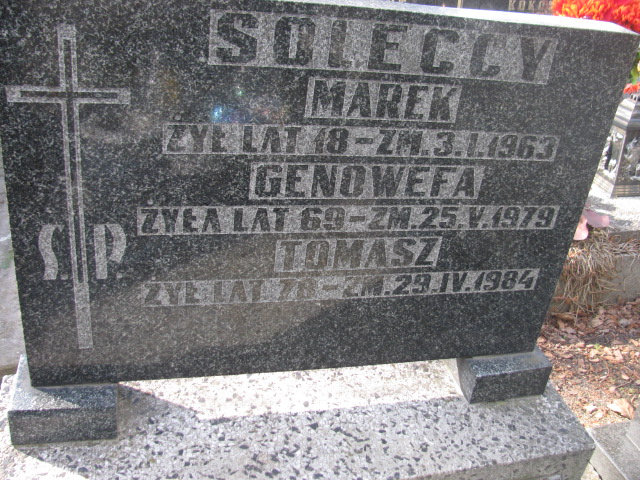 SOLECCY
MAREK
ŻYŁ LAT 18 – ZM. 3. I. 1963
GENOWEFA
ŻYŁA LAT 69 – ZM. 25. V. 1979
TOMASZ
ŻYŁ LAT 78 – ZM. 29. IV. 1984
Ś.P.